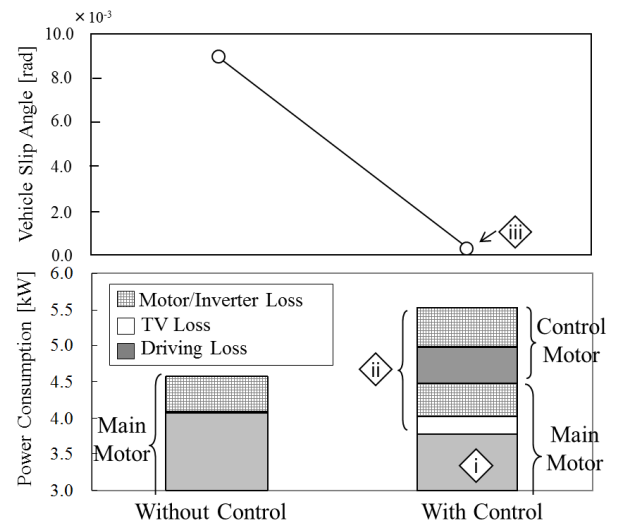 × 10⁻³
10.0
8.0
6.0
4.0
2.0
0.0
Vehicle Slip Angle [rad]
iii
6.0
5.5
5.0
4.5
4.0
3.5
3.0
Power Consumption [kW]
Motor/Inverter Loss
TV Loss
Driving Loss
Main
Motor
ii
i
Control
Motor
Main
Motor
Without Control
With Control